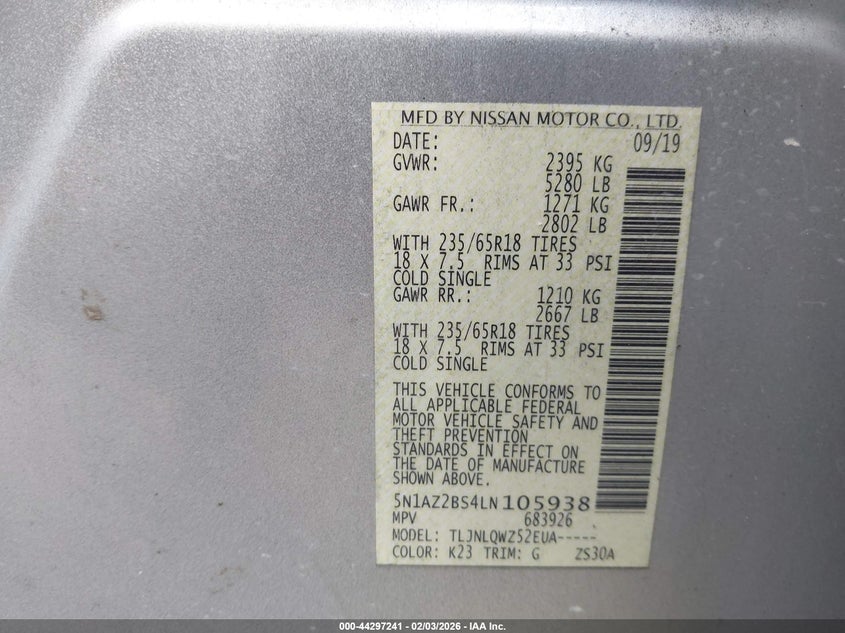 MFD BY NISSAN MOTOR CO., LTD.
DATE: 09/19
GVWR: 2395 KG
5280 LB
GAWR FR.: 1271 KG
2802 LB
WITH 235/65R18 TIRES
18 X 7.5 RIMS AT 33 PSI
COLD SINGLE
GAWR RR.: 1210 KG
2667 LB
WITH 235/65R18 TIRES
18 X 7.5 RIMS AT 33 PSI
COLD SINGLE
THIS VEHICLE CONFORMS TO
ALL APPLICABLE FEDERAL
MOTOR VEHICLE SAFETY AND
THEFT PREVENTION
STANDARDS IN EFFECT ON
THE DATE OF MANUFACTURE
SHOWN ABOVE.
5N1AZ2BS4LN105938
MPV 683926
MODEL: TLJNLQWZ52EUA-----
COLOR: K23 TRIM: G ZS30A
000-44297241 - 02/03/2026 - IAA Inc.